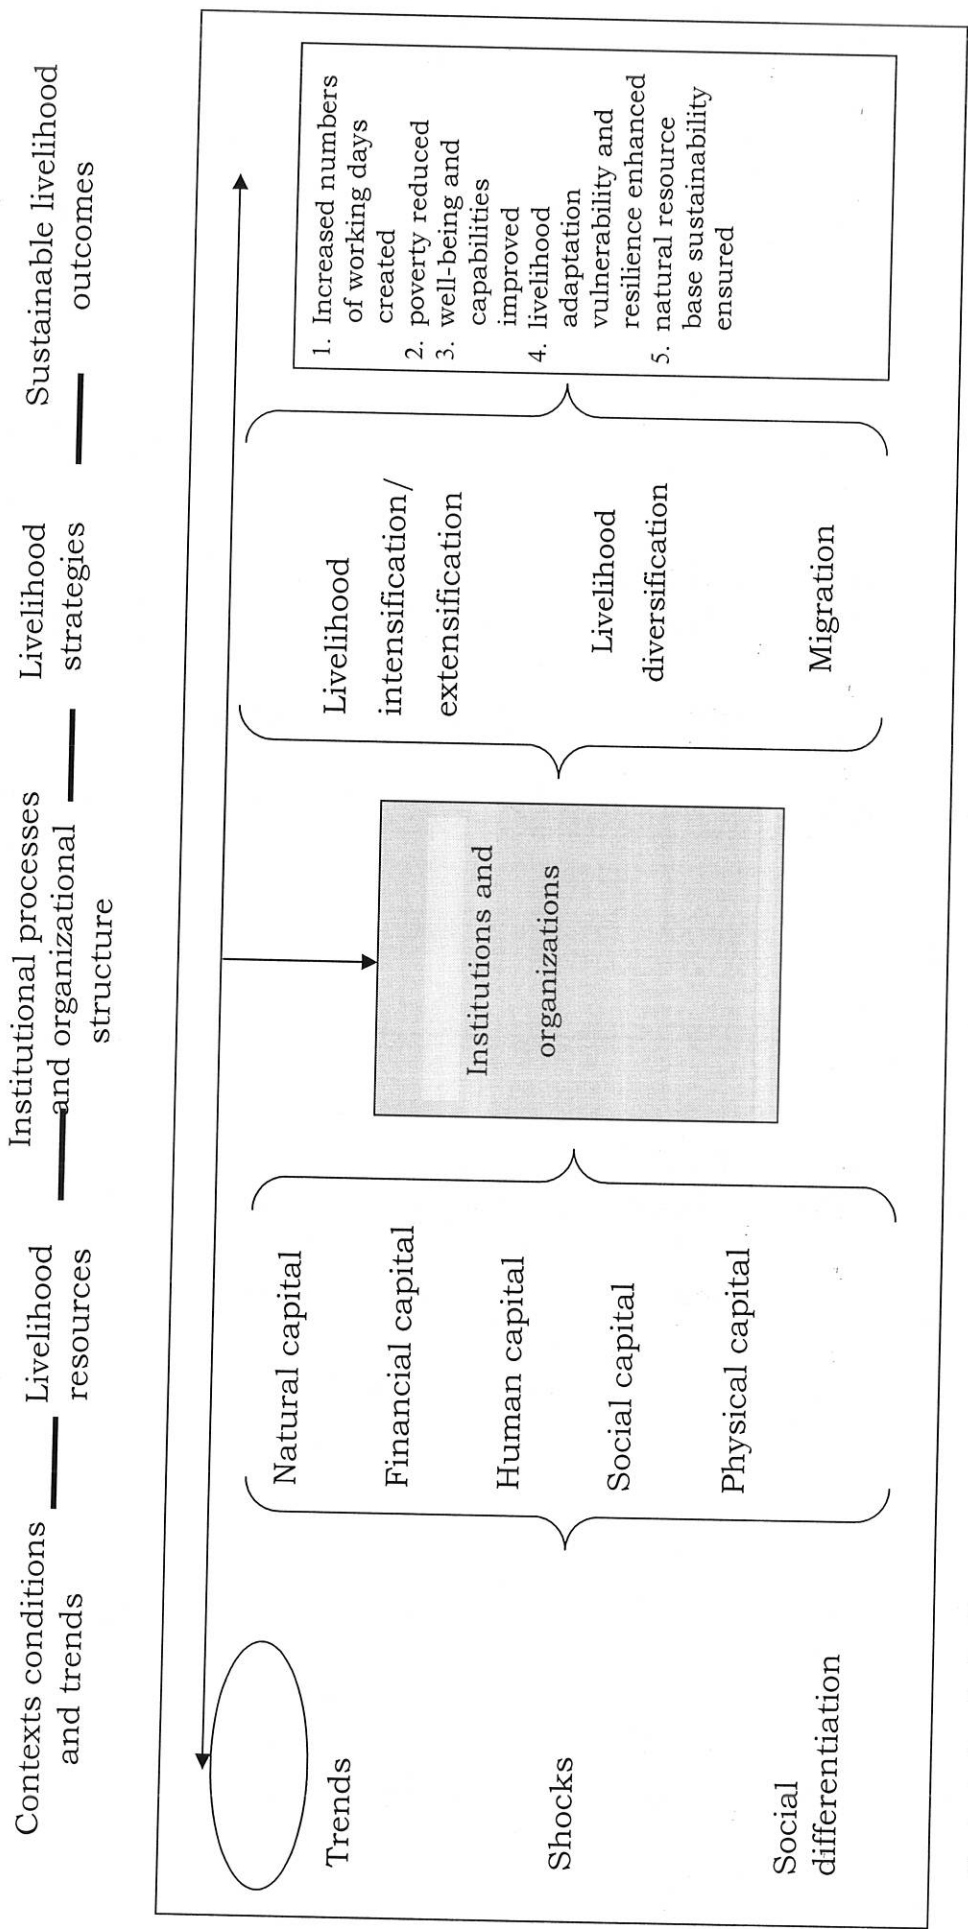 Contexts conditions
and trends
Livelihood
resources
Institutional processes
and organizational
structure
Livelihood
strategies
Sustainable livelihood
outcomes
Trends
Shocks
Social
differentiation
Natural capital
Financial capital
Human capital
Social capital
Physical capital
Institutions and
organizations
Livelihood
intensification/
extensification
Livelihood
diversification
Migration
1. Increased numbers
of working days
created
2. poverty reduced
3. well-being and
capabilities
improved
4. livelihood
adaptation
vulnerability and
resilience enhanced
5. natural resource
base sustainability
ensured